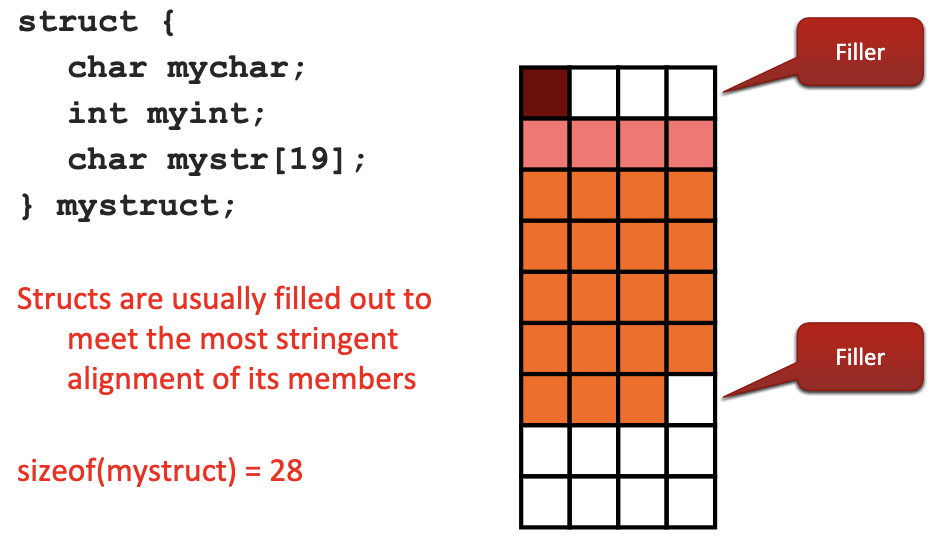 struct {
char mychar;
int myint;
char mystr[19];
} mystruct;
Structs are usually filled out to
meet the most stringent
alignment of its members
sizeof(mystruct) = 28
Filler
Filler